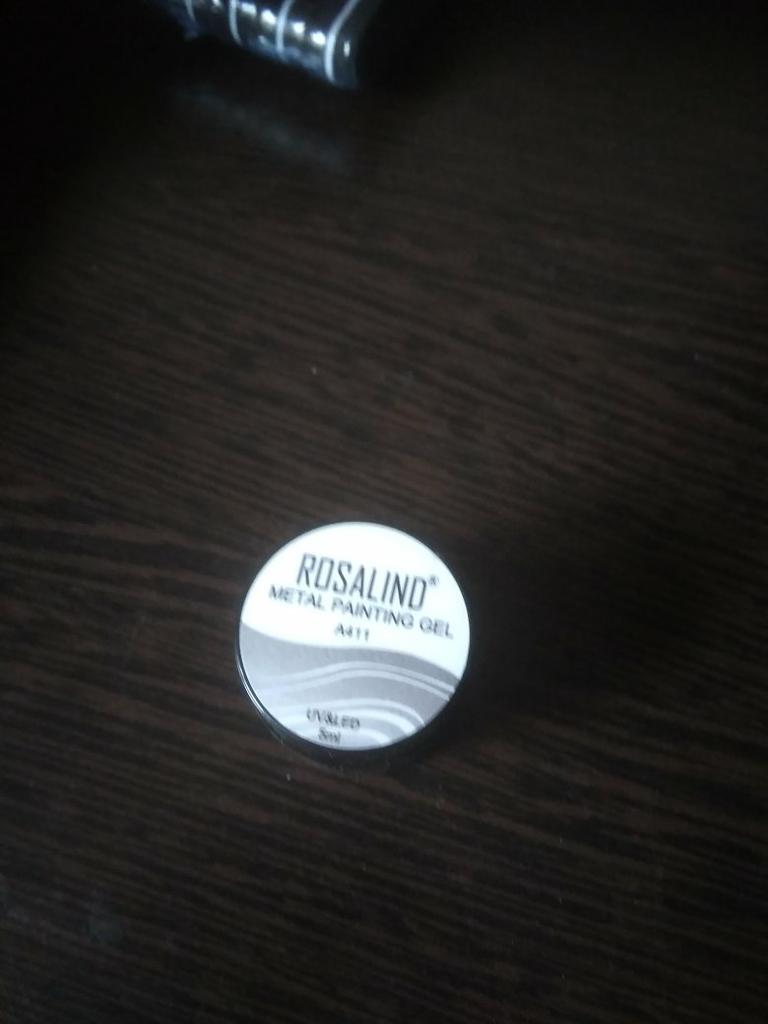 ROSALIND®
METAL PAINTING GEL
A411
UV&LED
5ml